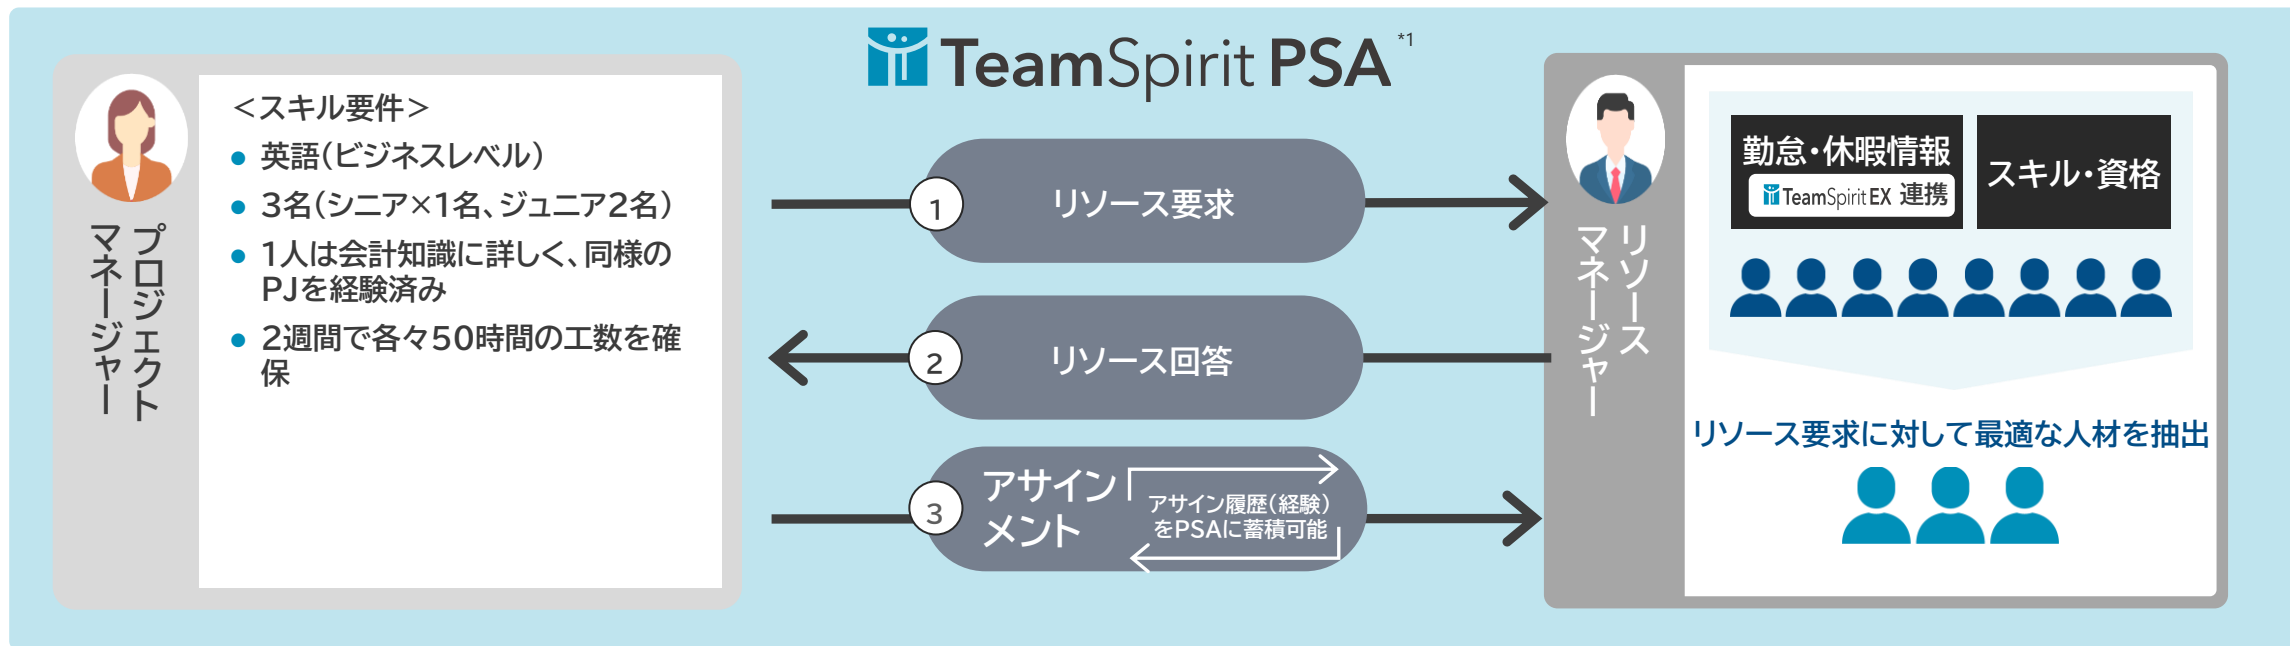 TeamSpirit PSA *1
プロジェクト
マネージャー
＜スキル要件＞
● 英語（ビジネスレベル）
● 3名（シニア×1名、ジュニア2名）
● 1人は会計知識に詳しく、同様の
PJを経験済み
● 2週間で各々50時間の工数を確
保
1
リソース要求
2
リソース回答
3
アサイン
メント
アサイン履歴（経験）
をPSAに蓄積可能
リソース
マネージャー
勤怠・休暇情報
TeamSpirit EX 連携
スキル・資格
リソース要求に対して最適な人材を抽出